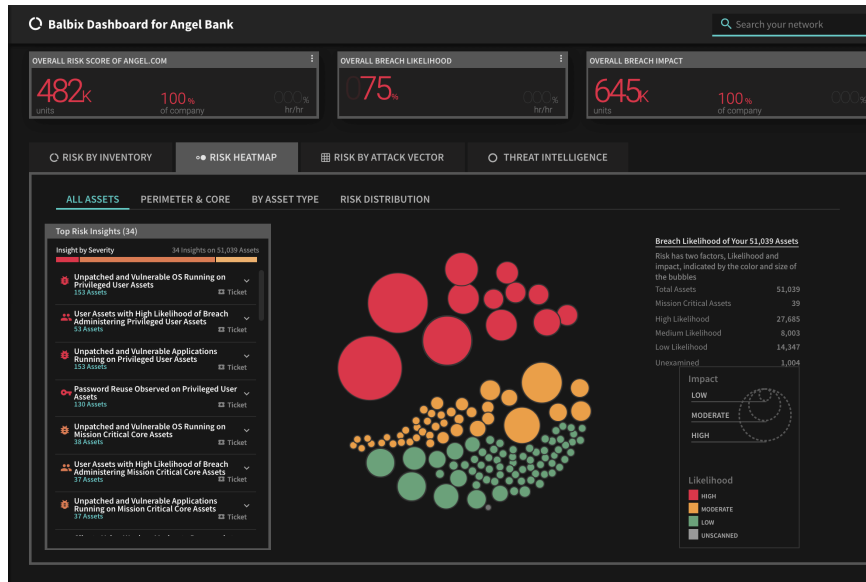 Balbix Dashboard for Angel Bank
Search your network
OVERALL RISK SCORE OF ANGEL.COM
482K
units
100%
of company
000%
hr/hr
OVERALL BREACH LIKELIHOOD
075%
000%
hr/hr
OVERALL BREACH IMPACT
645K
units
100%
of company
000%
RISK BY INVENTORY
RISK HEATMAP
RISK BY ATTACK VECTOR
THREAT INTELLIGENCE
ALL ASSETS
PERIMETER & CORE
BY ASSET TYPE
RISK DISTRIBUTION
Top Risk Insights (34)
Insight by Severity
34 Insights on 51,039 Assets
Unpatched and Vulnerable OS Running on
Privileged User Assets
153 Assets
Ticket
User Assets with High Likelihood of Breach
Administering Privileged User Assets
53 Assets
Ticket
Unpatched and Vulnerable Applications
Running on Privileged User Assets
153 Assets
Ticket
Password Reuse Observed on Privileged User
Assets
130 Assets
Ticket
Unpatched and Vulnerable OS Running on
Mission Critical Core Assets
38 Assets
Ticket
User Assets with High Likelihood of Breach
Administering Mission Critical Core Assets
37 Assets
Ticket
Unpatched and Vulnerable Applications
Running on Mission Critical Core Assets
37 Assets
Ticket
Breach Likelihood of Your 51,039 Assets
Risk has two factors, Likelihood and
impact, indicated by the color and size of
the bubbles
Total Assets 51,039
Mission Critical Assets 39
High Likelihood 27,685
Medium Likelihood 8,003
Low Likelihood 14,347
Unexamined 1,004
Impact
LOW
MODERATE
HIGH
Likelihood
HIGH
MODERATE
LOW
UNSCANNED